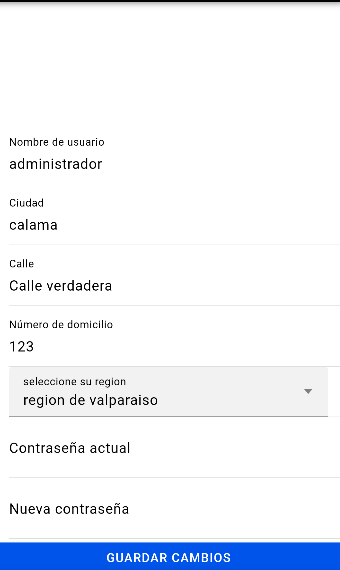 Nombre de usuario
administrador
Ciudad
calama
Calle
Calle verdadera
Número de domicilio
123
seleccione su region
region de valparaiso
Contraseña actual
Nueva contraseña
GUARDAR CAMBIOS